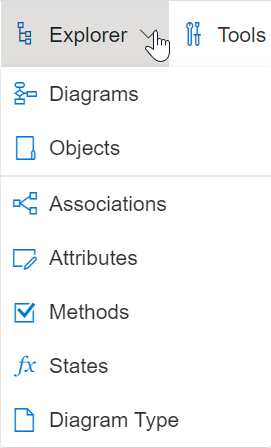 Explorer Tools
Diagrams
Objects
Associations
Attributes
Methods
States
Diagram Type